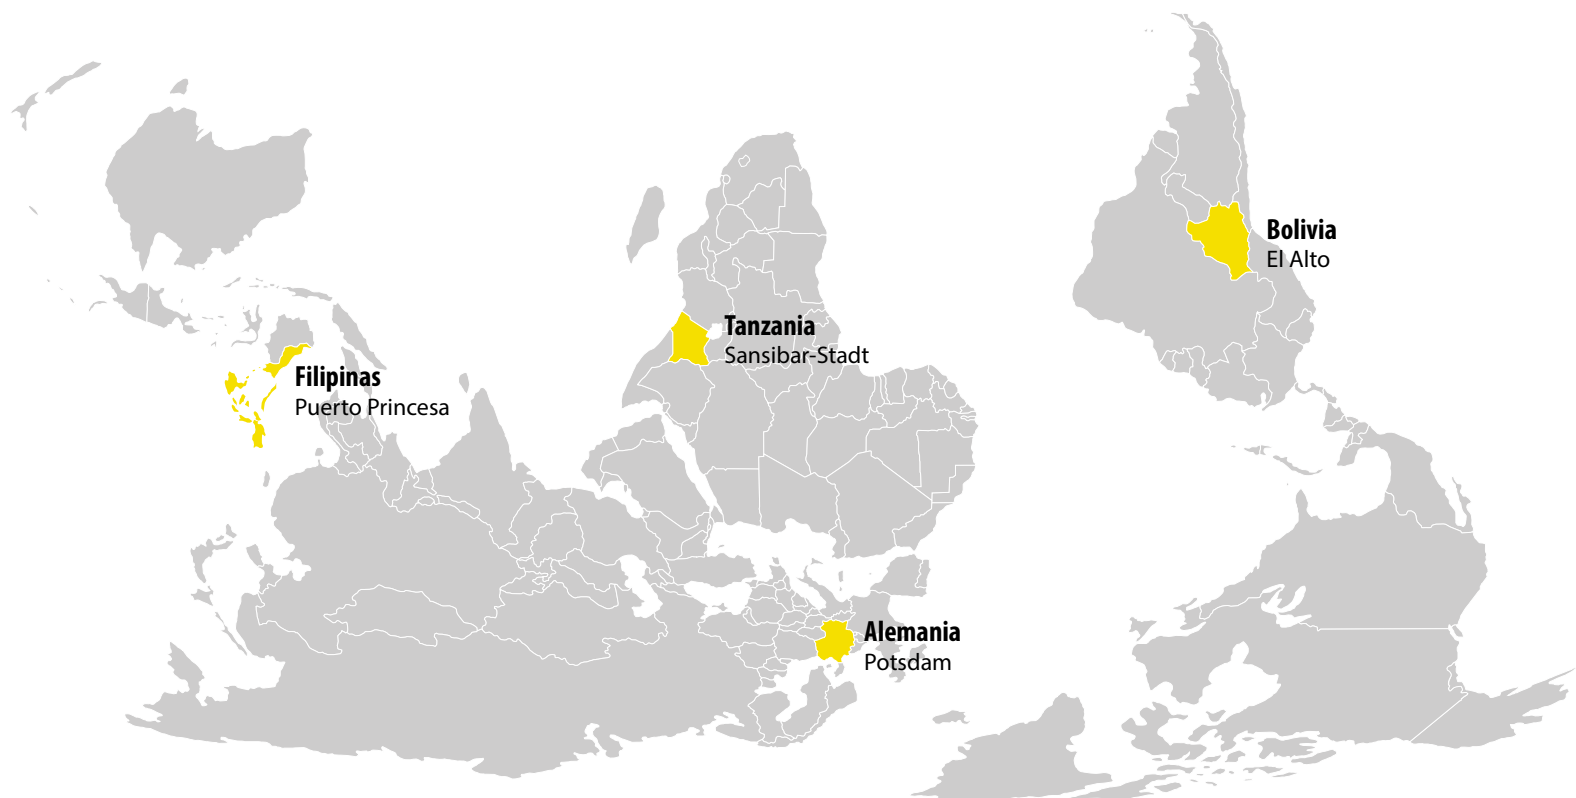 Bolivia
El Alto
Tanzania
Sansibar-Stadt
Filipinas
Puerto Princesa
Alemania
Potsdam